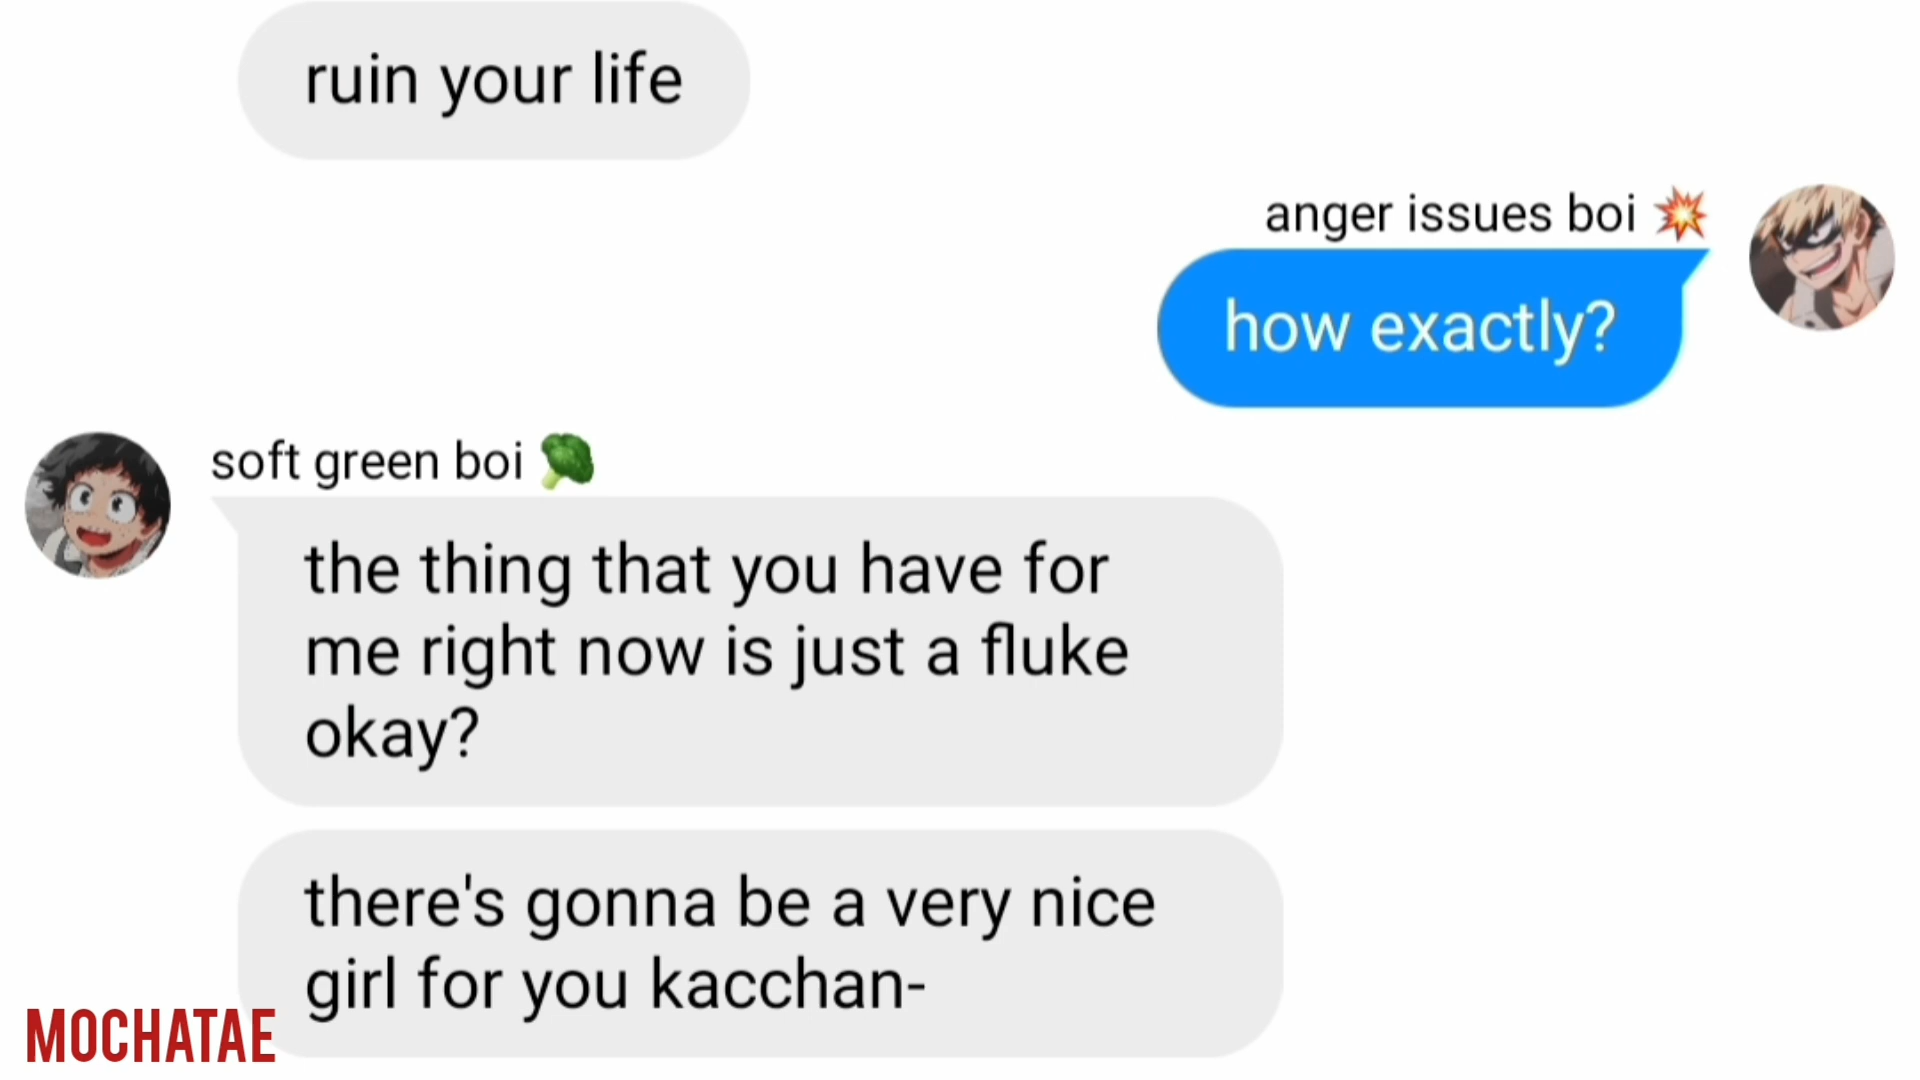 ruin your life
anger issues boi 💥
how exactly?
soft green boi 🥦
the thing that you have for
me right now is just a fluke
okay?
there's gonna be a very nice
girl for you kacchan-
MOCHATAE